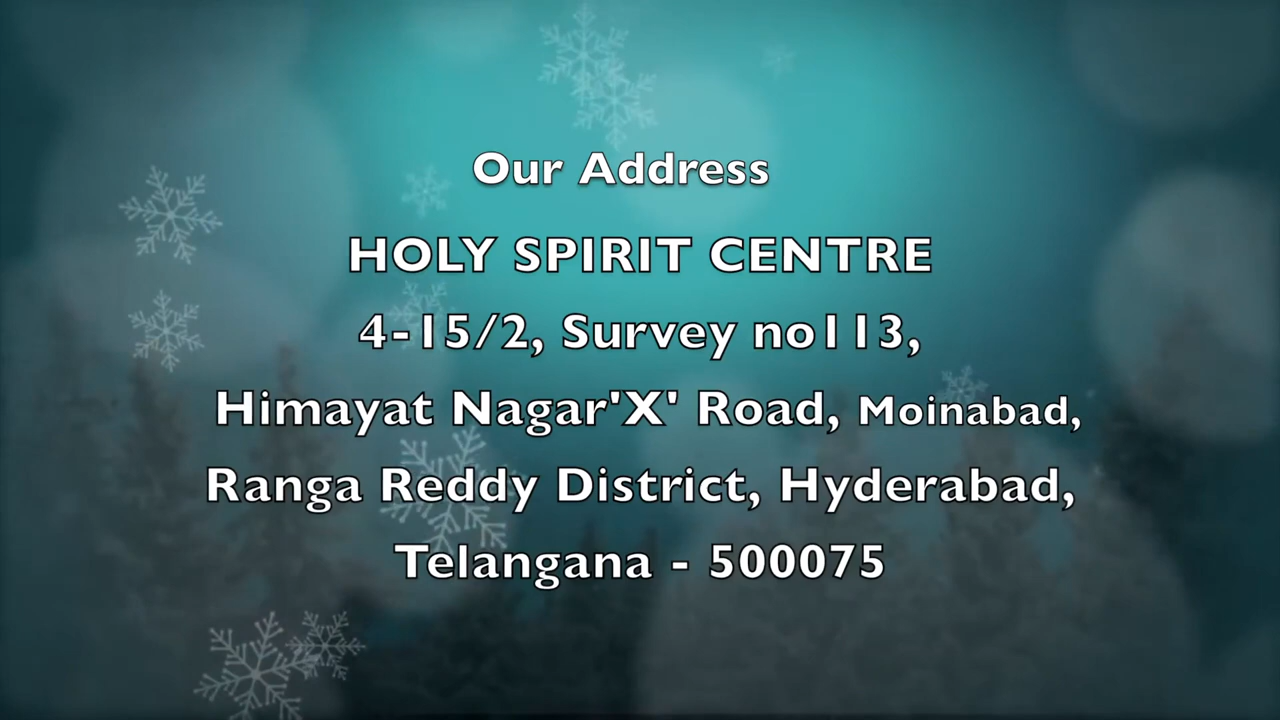 Our Address
HOLY SPIRIT CENTRE
4-15/2, Survey no113,
Himayat Nagar'X' Road, Moinabad,
Ranga Reddy District, Hyderabad,
Telangana - 500075